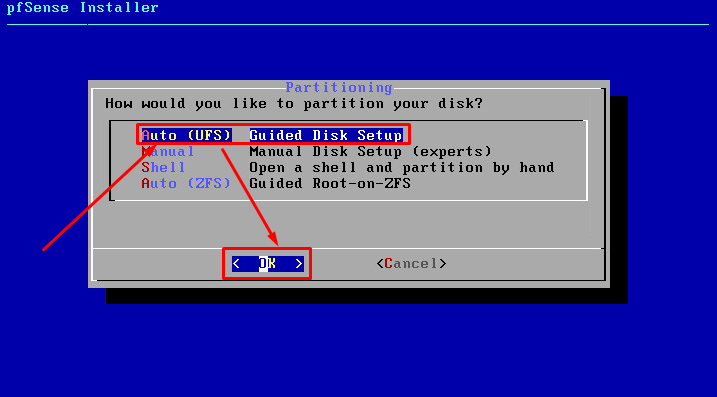 pfSense Installer
Partitioning
How would you like to partition your disk?
Auto (UFS) Guided Disk Setup
Manual Manual Disk Setup (experts)
Shell Open a shell and partition by hand
Auto (ZFS) Guided Root-on-ZFS
< OK > <Cancel>